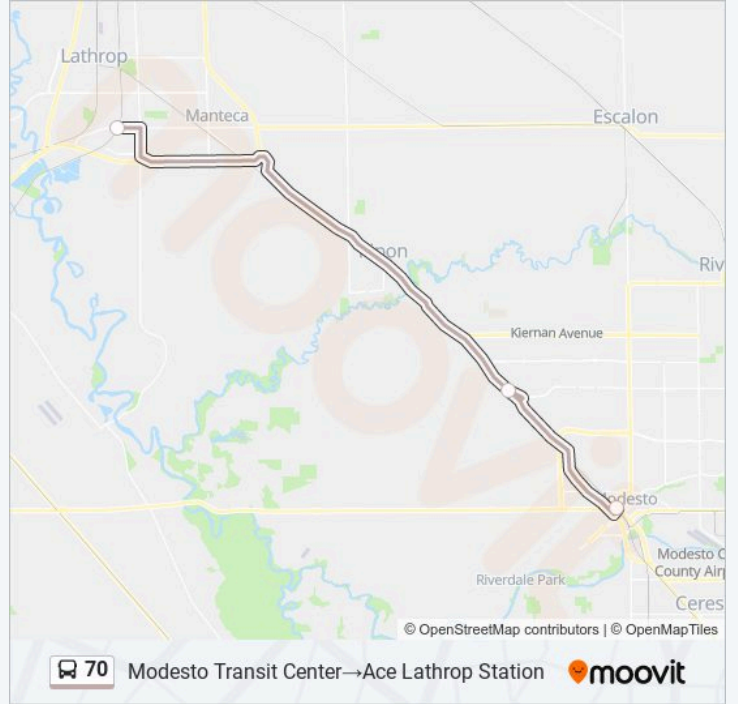 Lathrop
Manteca
Escalon
Ripon
Riv
Kiernan Avenue
Modesto
Modesto C
County Airp
Riverdale Park
Ceres
© OpenStreetMap contributors | © OpenMapTiles
70 Modesto Transit Center→Ace Lathrop Station moovit
moovit